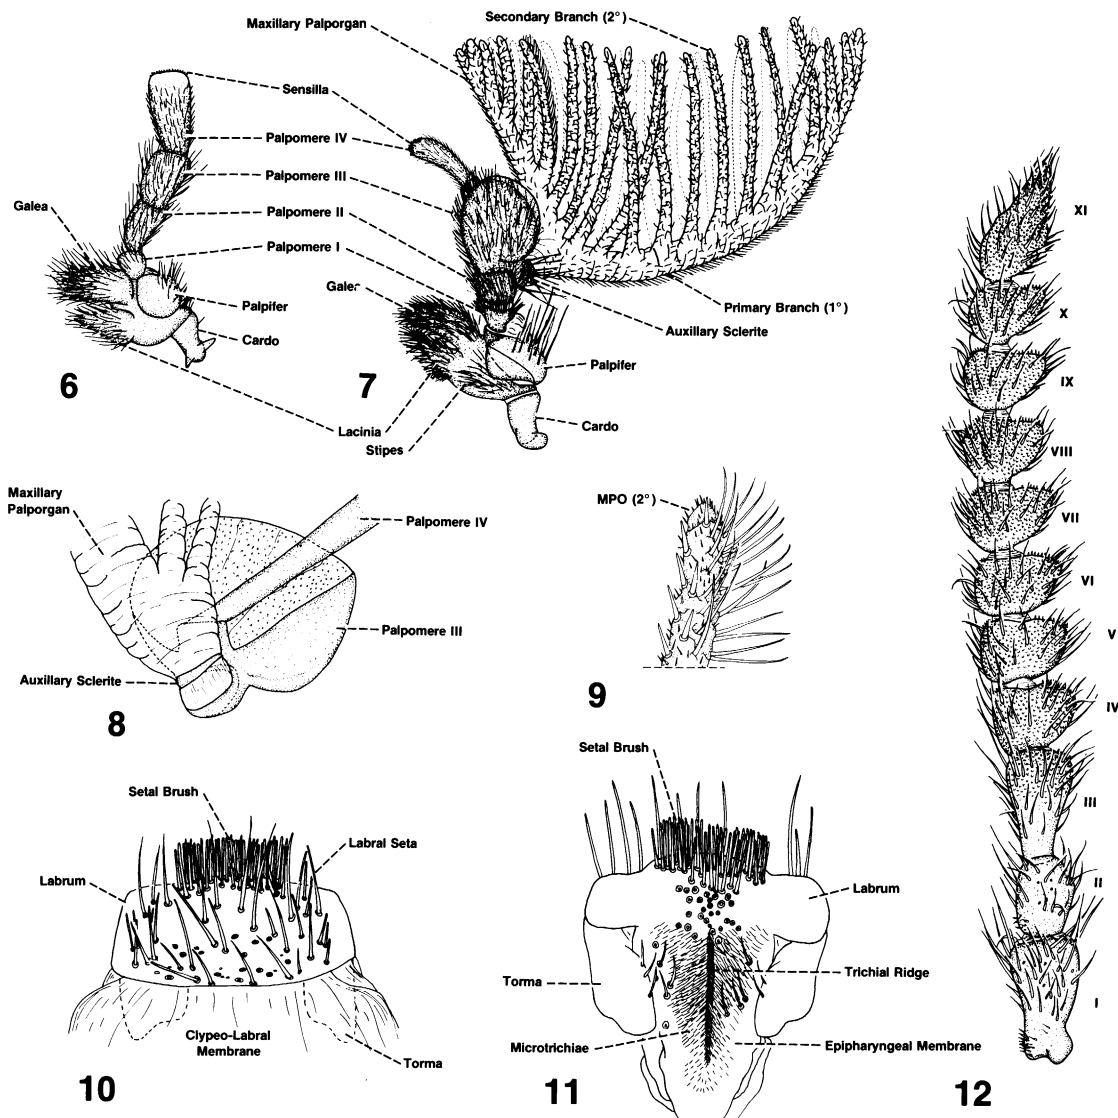 Maxillary Palporgan
Secondary Branch (2°)
Sensilla
Palpomere IV
Palpomere III
Palpomere II
Palpomere I
Galea
Galea
Palpifer
Cardo
Primary Branch (1°)
Auxillary Sclerite
Palpifer
Cardo
Lacinia
Stipes
6
7
Maxillary
Palporgan
Palpomere IV
Palpomere III
Auxillary Sclerite
8
MPO (2°)
9
Setal Brush
Labral Seta
Labrum
Clypeo-Labral
Membrane
Torma
10
Setal Brush
Labrum
Torma
Trichial Ridge
Microtrichiae
Epipharyngeal Membrane
11
XI
X
IX
VIII
VII
VI
V
IV
III
II
I
12